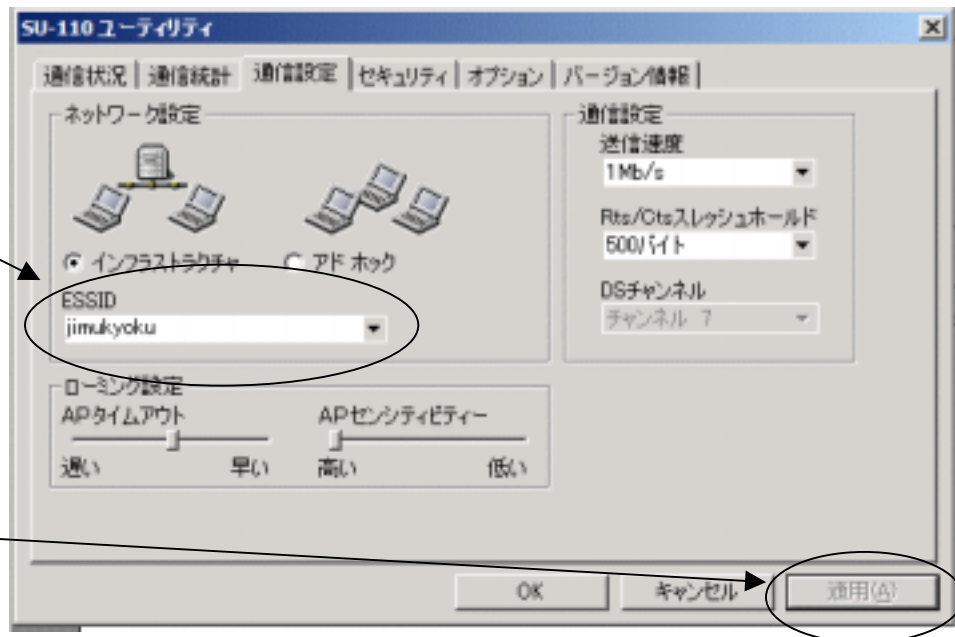 SU-110 ユーティリティ
通信状況 通信統計 通信設定 セキュリティ オプション バージョン情報
ネットワーク設定
インフラストラクチャ アド ホック
ESSID
jimukyoku
通信設定
送信速度
1Mb/s
Rts/Ctsスレッシュホールド
500バイト
DSチャンネル
チャンネル 7
ローミング設定
APタイムアウト APセンシティビティー
遅い 早い 高い 低い
OK キャンセル 適用(A)